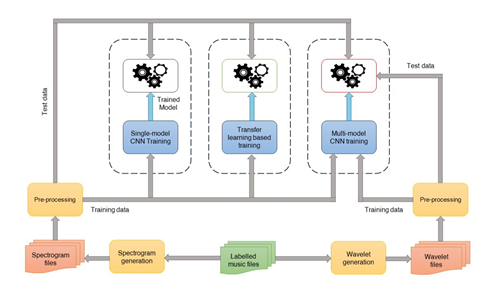 Test data
Test data
Trained
Model
Single-model
CNN Training
Transfer
learning based
training
Multi-model
CNN training
Pre-processing
Training data
Training data
Pre-processing
Spectrogram
files
Spectrogram
generation
Labelled
music files
Wavelet
generation
Wavelet
files